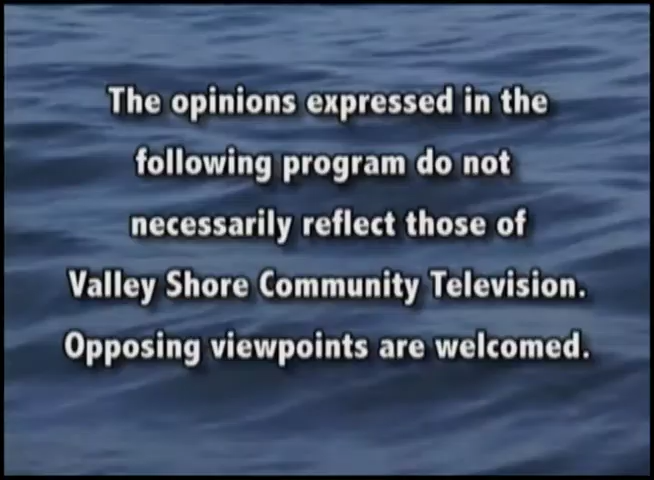 The opinions expressed in the
following program do not
necessarily reflect those of
Valley Shore Community Television.
Opposing viewpoints are welcomed.